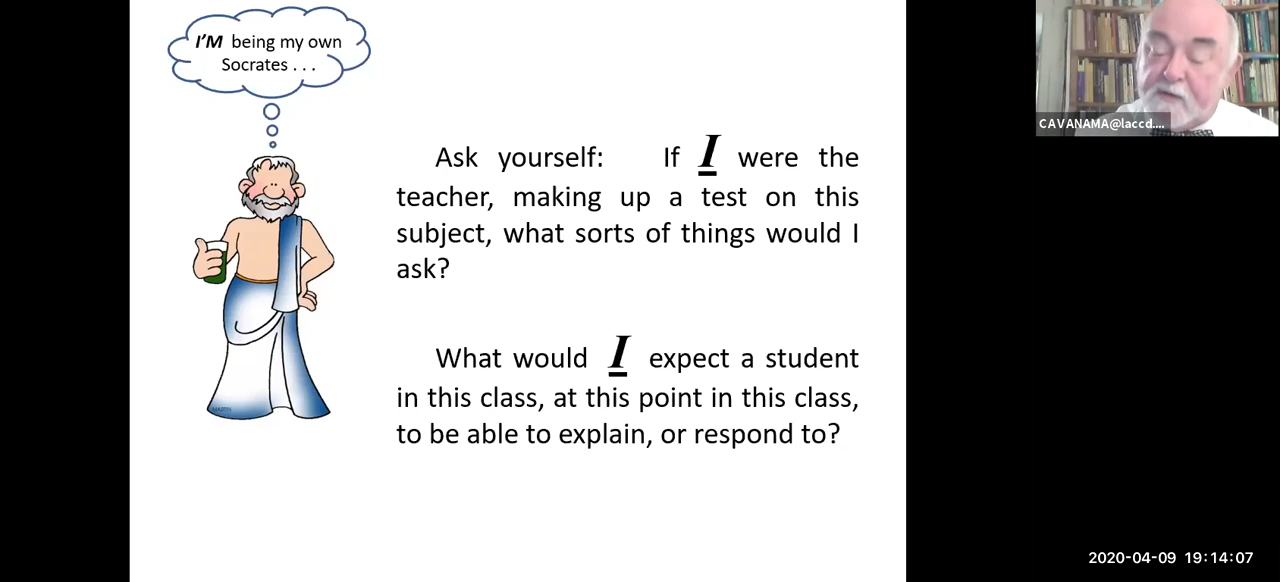 I'M being my own
Socrates . . .
Ask yourself: If I were the
teacher, making up a test on this
subject, what sorts of things would I
ask?
What would I expect a student
in this class, at this point in this class,
to be able to explain, or respond to?
MARTIN
CAVANAMA@laccd....
2020-04-09 19:14:07